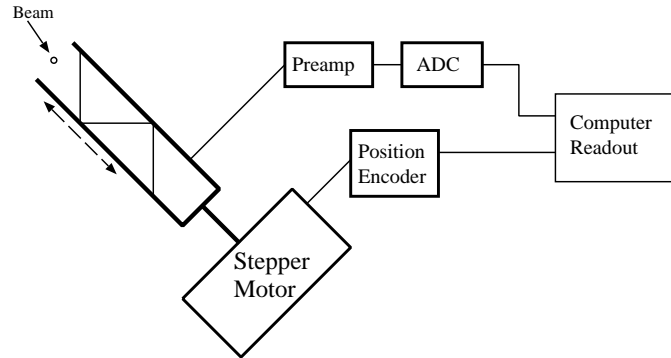 Beam
Preamp
ADC
Computer
Readout
Position
Encoder
Stepper
Motor